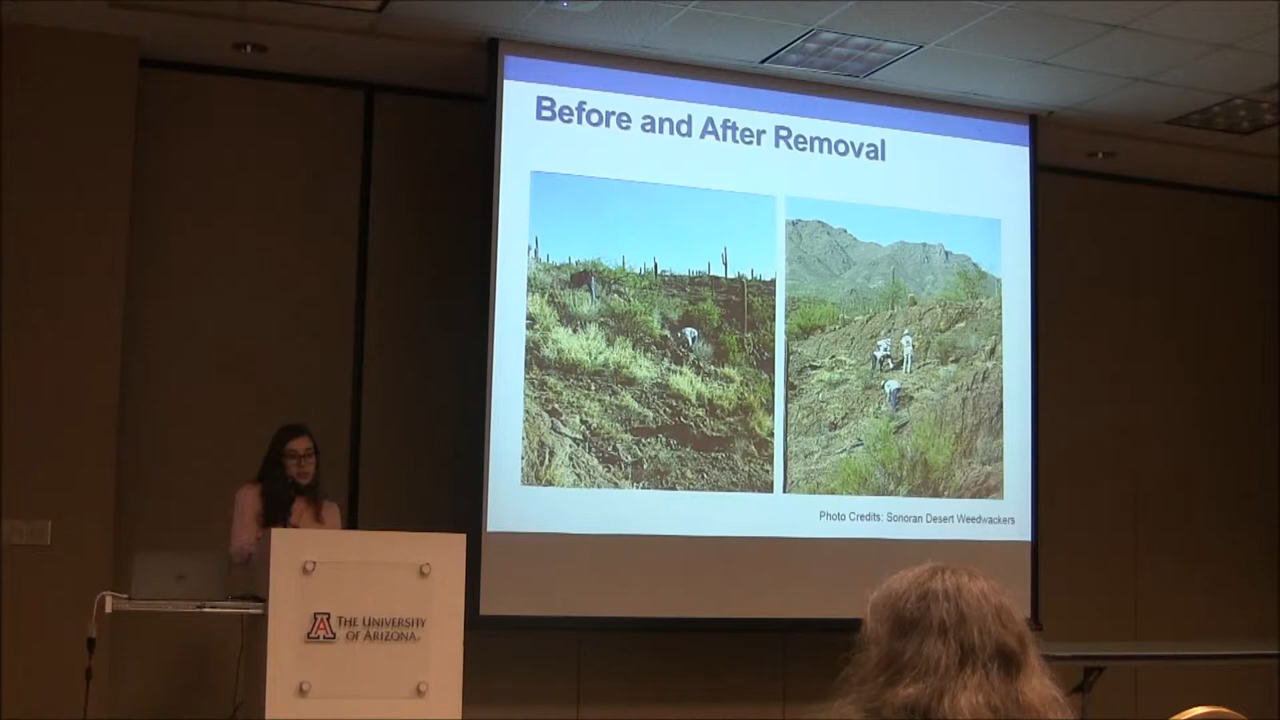 Before and After Removal
Photo Credits: Sonoran Desert Weedwackers
THE UNIVERSITY
OF ARIZONA